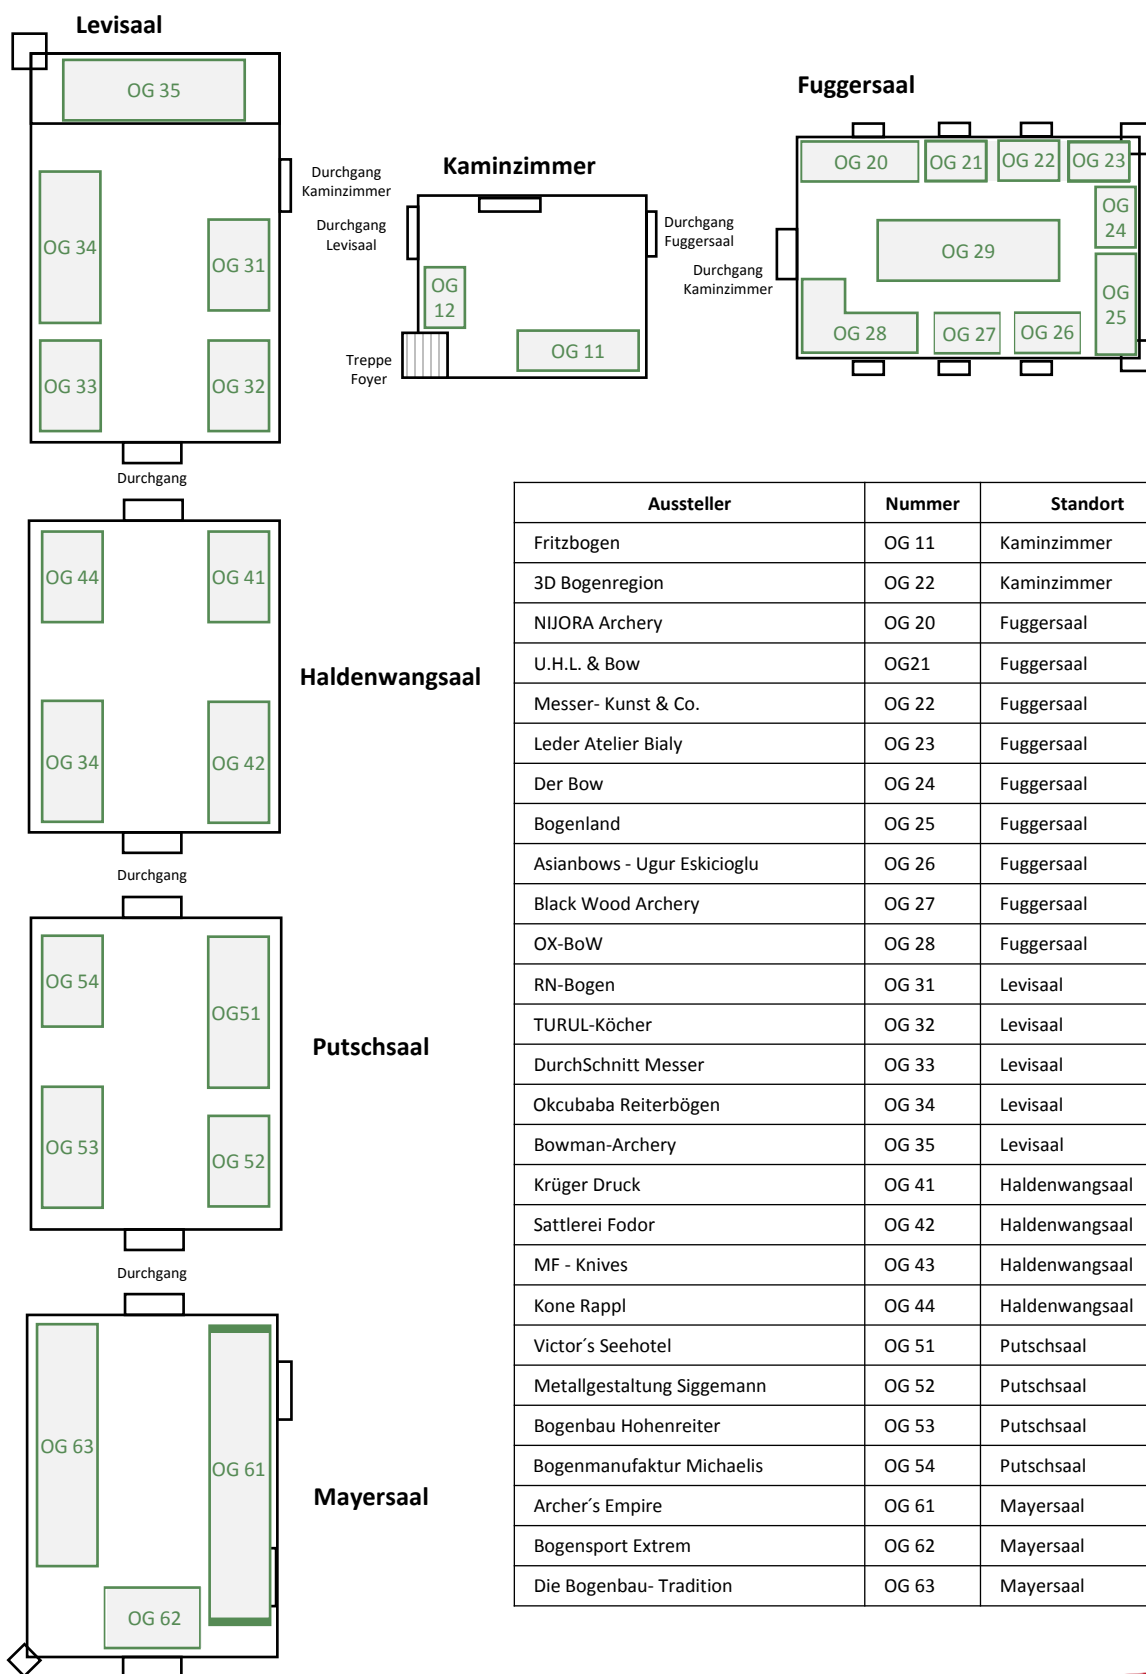 Levisaal
OG 35
Durchgang
Kaminzimmer
OG 34
OG 31
OG 33
OG 32
Durchgang
Kaminzimmer
Durchgang
Levisaal
Durchgang
Fuggersaal
OG
12
OG 11
Treppe
Foyer
Fuggersaal
OG 20
OG 21
OG 22
OG 23
OG
24
OG 29
Durchgang
Kaminzimmer
OG
25
OG 28
OG 27
OG 26
Durchgang
OG 44
OG 41
Haldenwangsaal
OG 34
OG 42
Durchgang
OG 54
OG51
Putschsaal
OG 53
OG 52
Durchgang
OG 63
OG 61
Mayersaal
OG 62
Aussteller Nummer Standort
Fritzbogen OG 11 Kaminzimmer
3D Bogenregion OG 22 Kaminzimmer
NIJORA Archery OG 20 Fuggersaal
U.H.L. & Bow OG21 Fuggersaal
Messer- Kunst & Co. OG 22 Fuggersaal
Leder Atelier Bialy OG 23 Fuggersaal
Der Bow OG 24 Fuggersaal
Bogenland OG 25 Fuggersaal
Asianbows - Ugur Eskicioglu OG 26 Fuggersaal
Black Wood Archery OG 27 Fuggersaal
OX-BoW OG 28 Fuggersaal
RN-Bogen OG 31 Levisaal
TURUL-Köcher OG 32 Levisaal
DurchSchnitt Messer OG 33 Levisaal
Okcubaba Reiterbögen OG 34 Levisaal
Bowman-Archery OG 35 Levisaal
Krüger Druck OG 41 Haldenwangsaal
Sattlerei Fodor OG 42 Haldenwangsaal
MF - Knives OG 43 Haldenwangsaal
Kone Rappl OG 44 Haldenwangsaal
Victor´s Seehotel OG 51 Putschsaal
Metallgestaltung Siggemann OG 52 Putschsaal
Bogenbau Hohenreiter OG 53 Putschsaal
Bogenmanufaktur Michaelis OG 54 Putschsaal
Archer´s Empire OG 61 Mayersaal
Bogensport Extrem OG 62 Mayersaal
Die Bogenbau- Tradition OG 63 Mayersaal